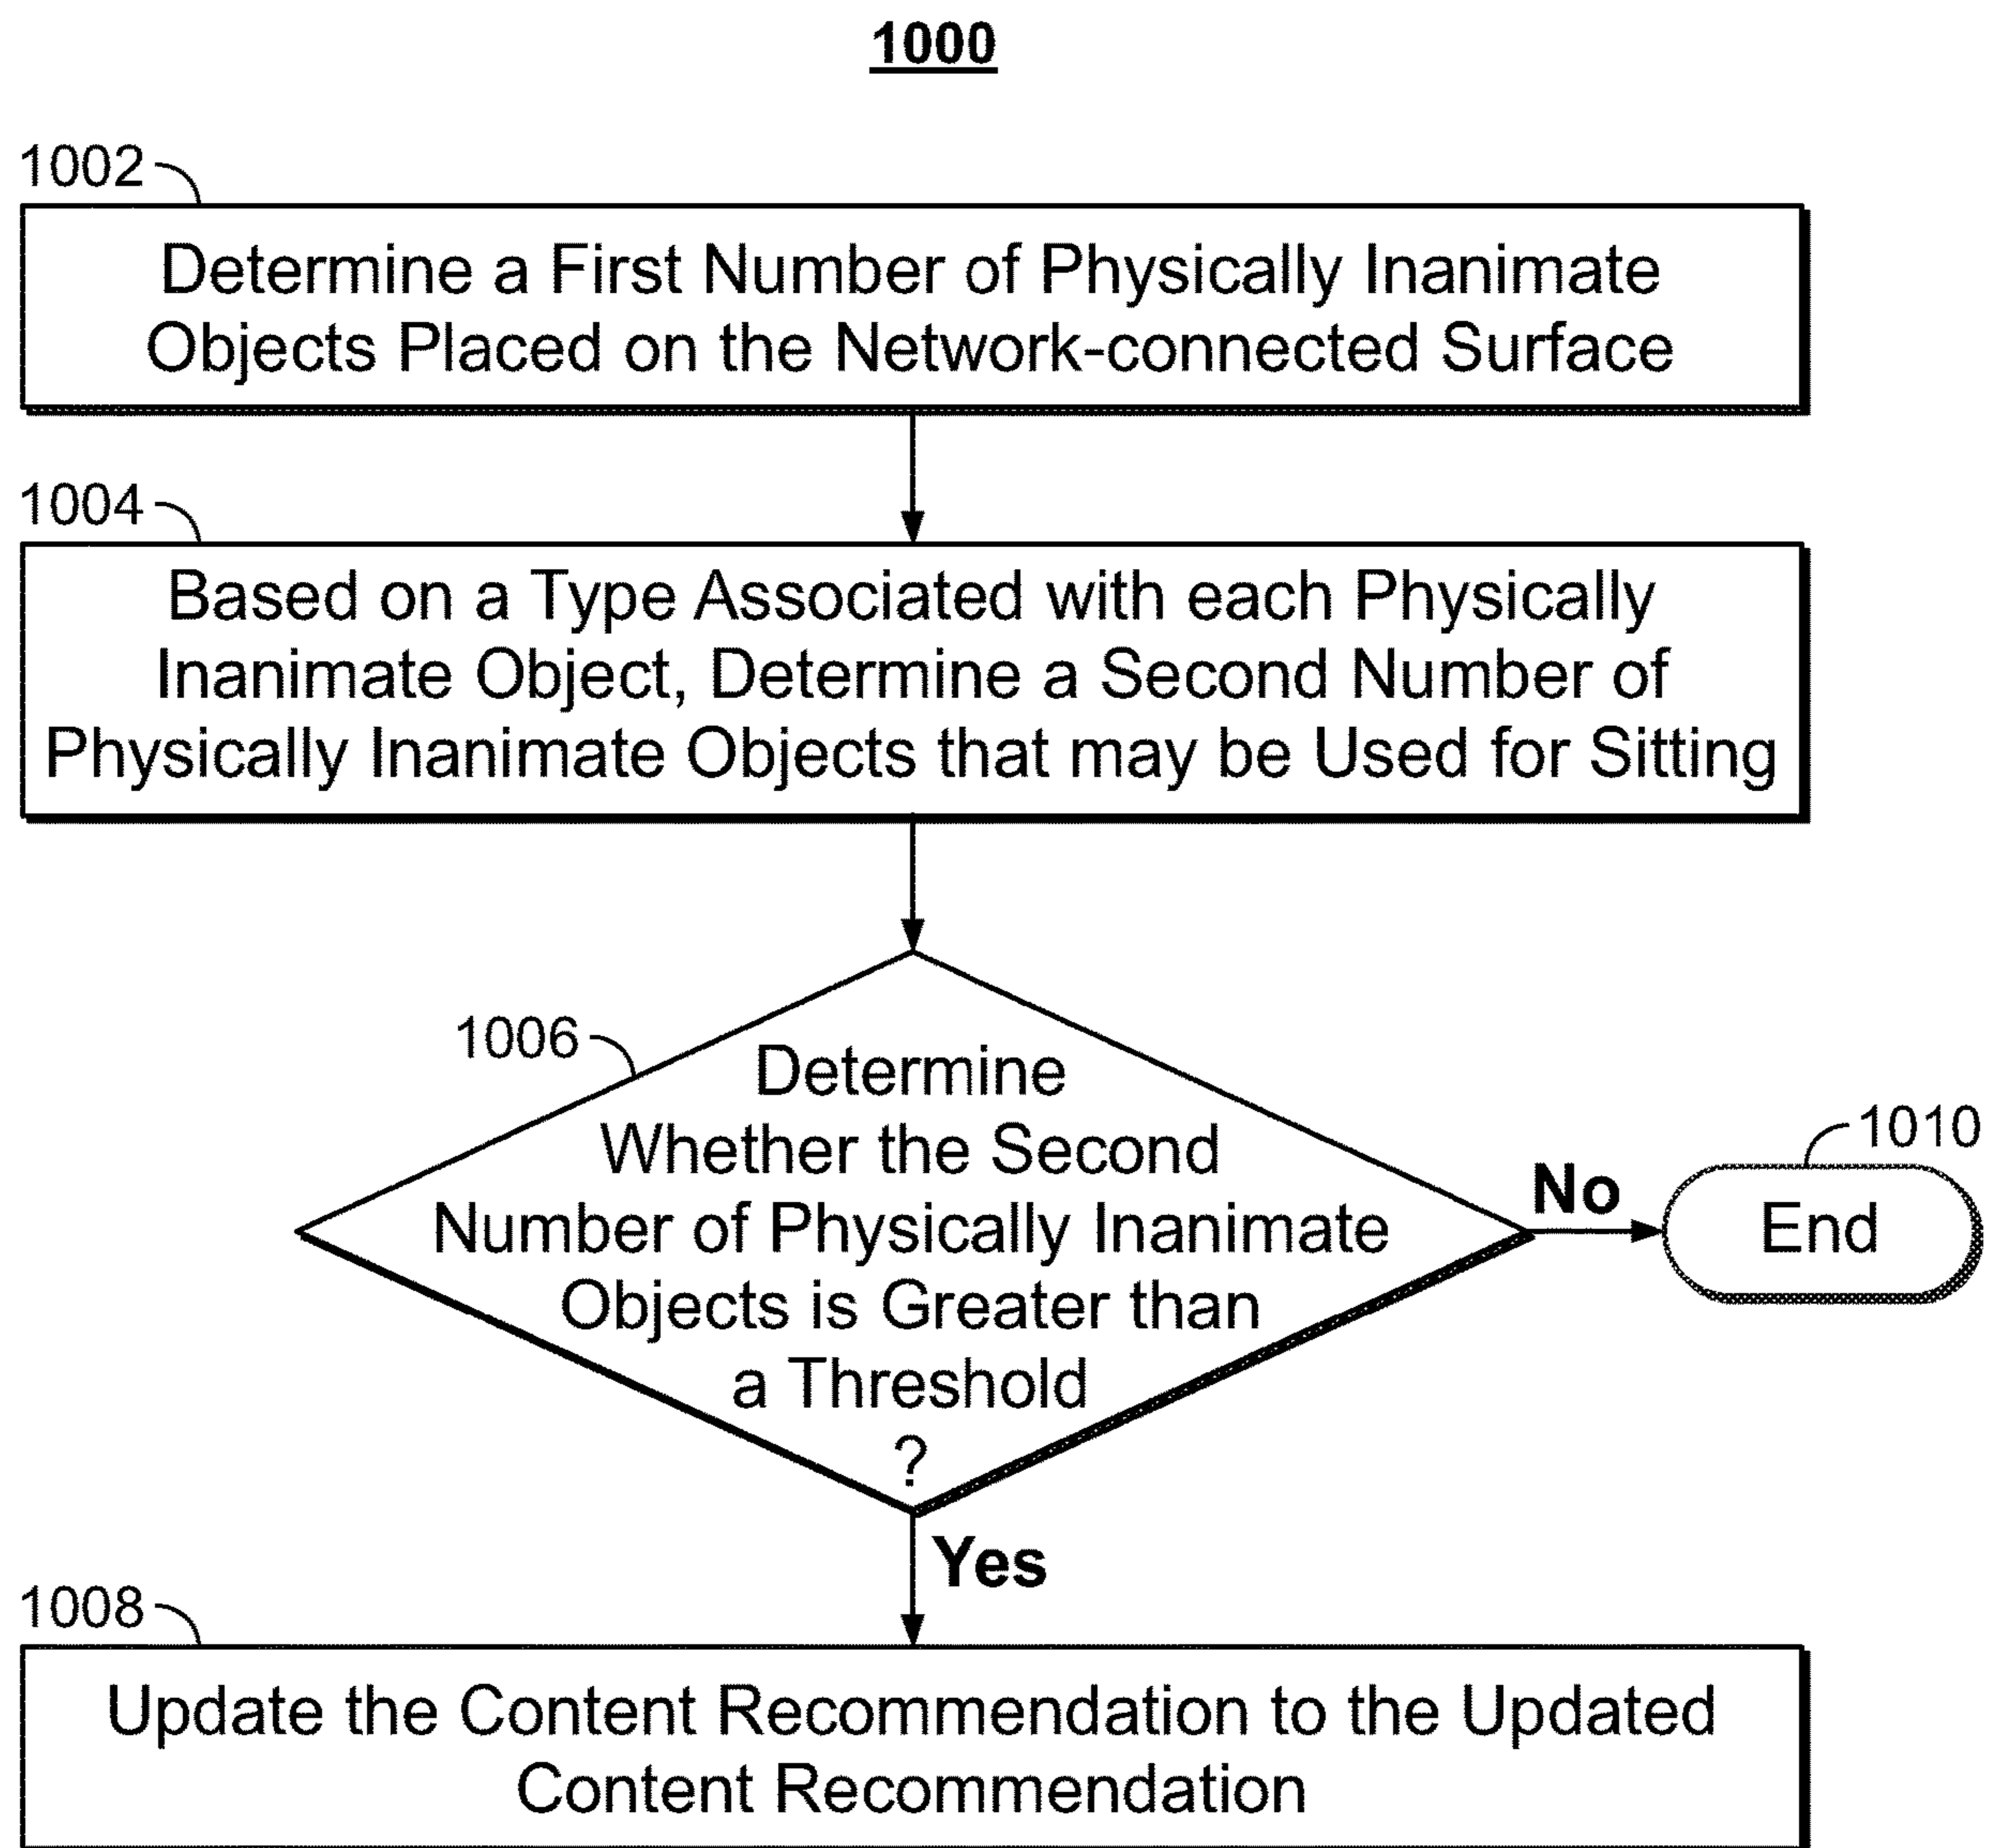 1000
1002
Determine a First Number of Physically Inanimate
Objects Placed on the Network-connected Surface
1004
Based on a Type Associated with each Physically
Inanimate Object, Determine a Second Number of
Physically Inanimate Objects that may be Used for Sitting
1006
Determine
Whether the Second
Number of Physically Inanimate
Objects is Greater than
a Threshold
?
No
1010
End
Yes
1008
Update the Content Recommendation to the Updated
Content Recommendation